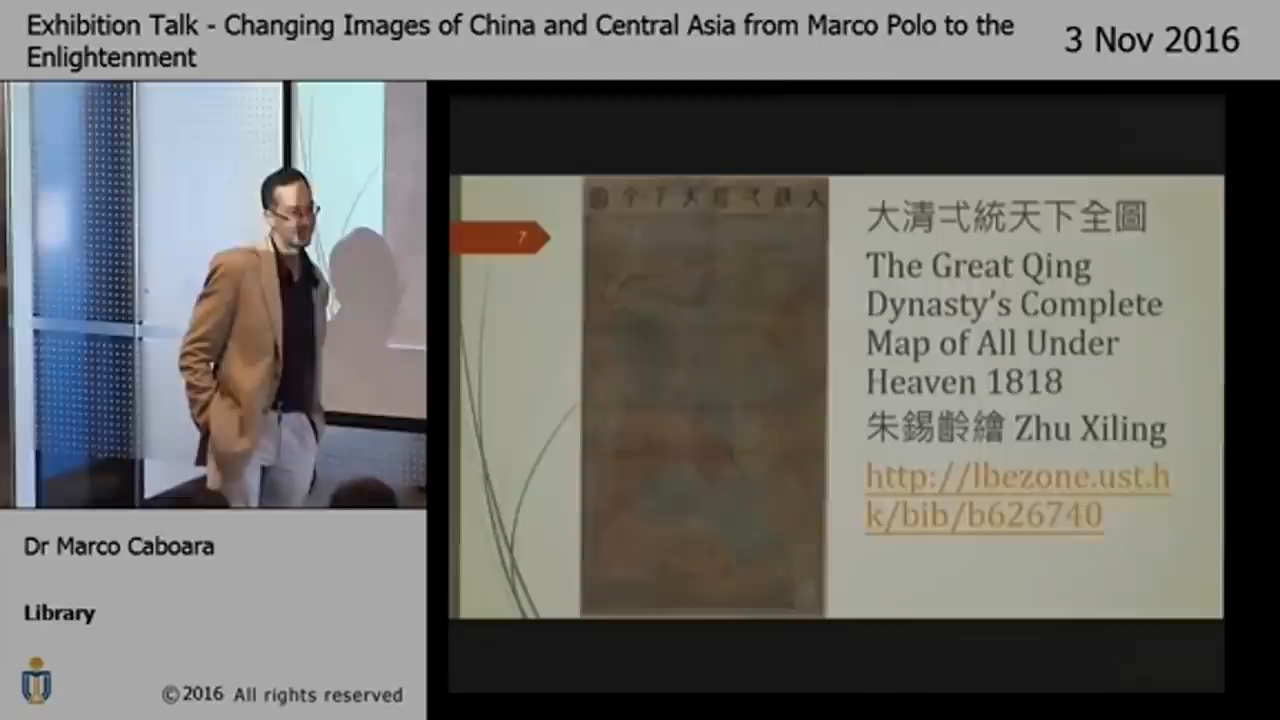 Exhibition Talk - Changing Images of China and Central Asia from Marco Polo to the
Enlightenment
3 Nov 2016
7
大清弌統天下全圖
The Great Qing
Dynasty's Complete
Map of All Under
Heaven 1818
朱錫齡繪 Zhu Xiling
http://lbezone.ust.h
k/bib/b626740
Dr Marco Caboara
Library
©2016 All rights reserved